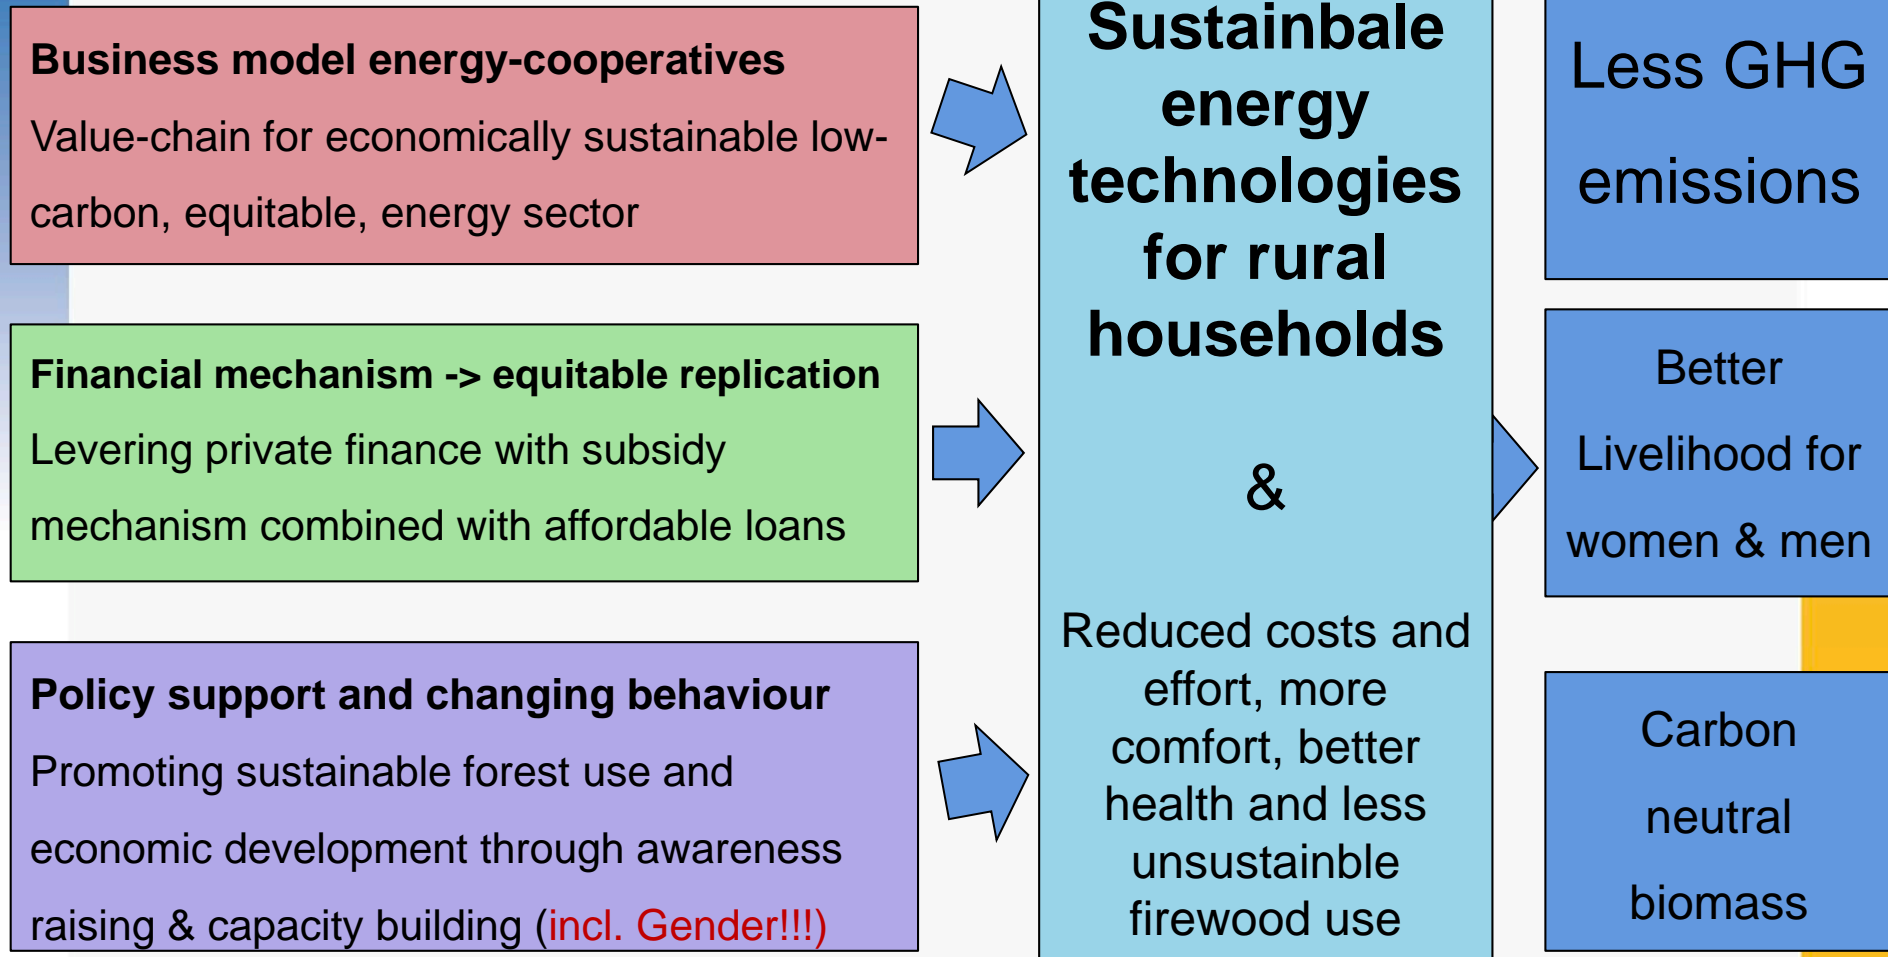 Business model energy-cooperatives
Value-chain for economically sustainable low-
carbon, equitable, energy sector
Financial mechanism -> equitable replication
Levering private finance with subsidy
mechanism combined with affordable loans
Policy support and changing behaviour
Promoting sustainable forest use and
economic development through awareness
raising & capacity building (incl. Gender!!!)
Sustainbale
energy
technologies
for rural
households
&
Reduced costs and
effort, more
comfort, better
health and less
unsustainble
firewood use
Less GHG
emissions
Better
Livelihood for
women & men
Carbon
neutral
biomass